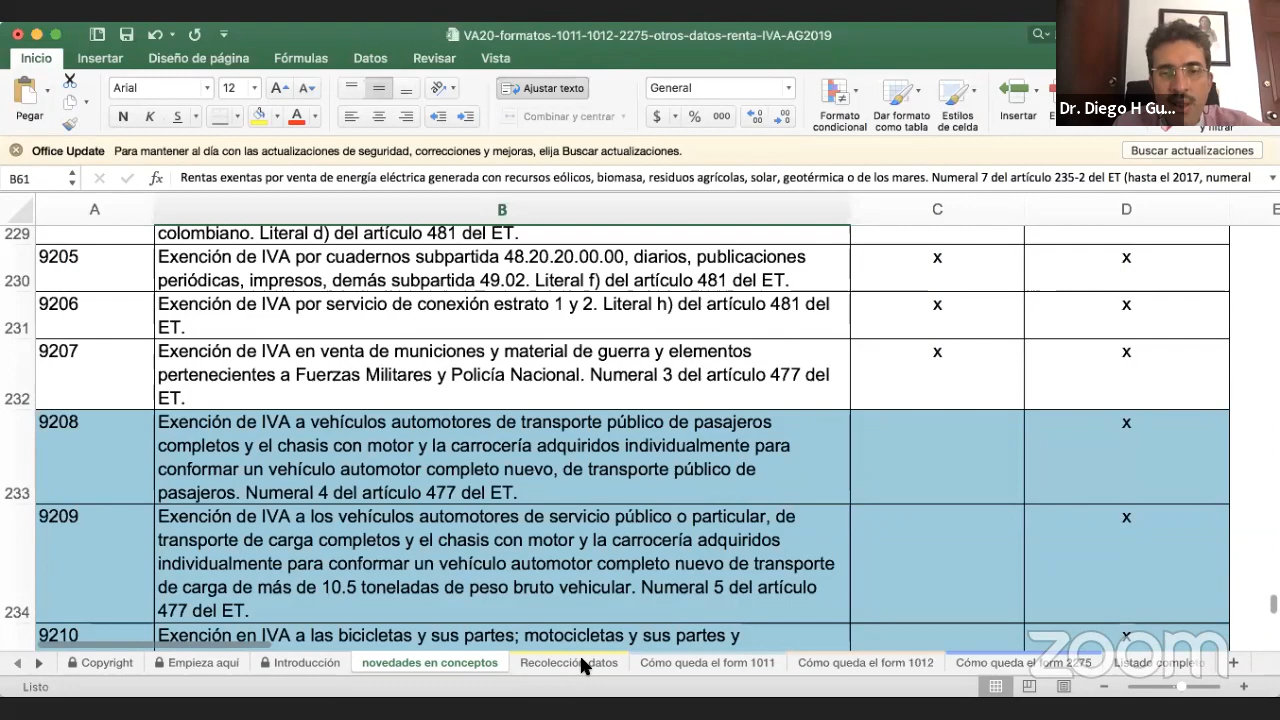 VA20-formatos-1011-1012-2275-otros-datos-renta-IVA-AG2019
Inicio Insertar Diseño de página Fórmulas Datos Revisar Vista
Dr. Diego H Gu...
Pegar
Arial 12 A A
Ajustar texto
General
N K S A
Combinar y centrar
$ % 000
Formato condicional
Dar formato como tabla
Estilos de celda
Insertar
y filtrar
Office Update Para mantener al día con las actualizaciones de seguridad, correcciones y mejoras, elija Buscar actualizaciones.
Buscar actualizaciones
B61 fx Rentas exentas por venta de energía eléctrica generada con recursos eólicos, biomasa, residuos agrícolas, solar, geotérmica o de los mares. Numeral 7 del artículo 235-2 del ET (hasta el 2017, numeral
A B C D E
229 colombiano. Literal d) del artículo 481 del ET.
9205 Exención de IVA por cuadernos subpartida 48.20.20.00.00, diarios, publicaciones x x
230 periódicas, impresos, demás subpartida 49.02. Literal f) del artículo 481 del ET.
9206 Exención de IVA por servicio de conexión estrato 1 y 2. Literal h) del artículo 481 del x x
231 ET.
9207 Exención de IVA en venta de municiones y material de guerra y elementos x x
pertenecientes a Fuerzas Militares y Policía Nacional. Numeral 3 del artículo 477 del
232 ET.
9208 Exención de IVA a vehículos automotores de transporte público de pasajeros x
completos y el chasis con motor y la carrocería adquiridos individualmente para
conformar un vehículo automotor completo nuevo, de transporte público de
233 pasajeros. Numeral 4 del artículo 477 del ET.
9209 Exención de IVA a los vehículos automotores de servicio público o particular, de x
transporte de carga completos y el chasis con motor y la carrocería adquiridos
individualmente para conformar un vehículo automotor completo nuevo de transporte
de carga de más de 10.5 toneladas de peso bruto vehicular. Numeral 5 del artículo
234 477 del ET.
9210 Exención en IVA a las bicicletas y sus partes; motocicletas y sus partes y x
zoom
Copyright Empieza aquí Introducción novedades en conceptos Recolección datos Cómo queda el form 1011 Cómo queda el form 1012 Cómo queda el form 2275 Listado completo
Listo